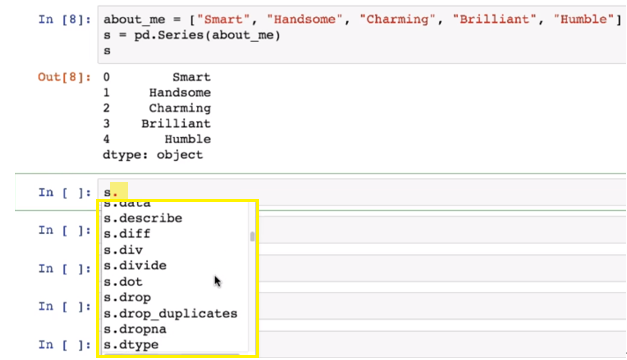 In [8]: about_me = ["Smart", "Handsome", "Charming", "Brilliant", "Humble"]
s = pd.Series(about_me)
s
Out[8]: 0 Smart
1 Handsome
2 Charming
3 Brilliant
4 Humble
dtype: object
In [ ]: s.
s.data
s.describe
In [ ]: s.diff
s.div
In [ ]: s.divide
s.dot
In [ ]: s.drop
s.drop_duplicates
s.dropna
In [ ]: s.dtype